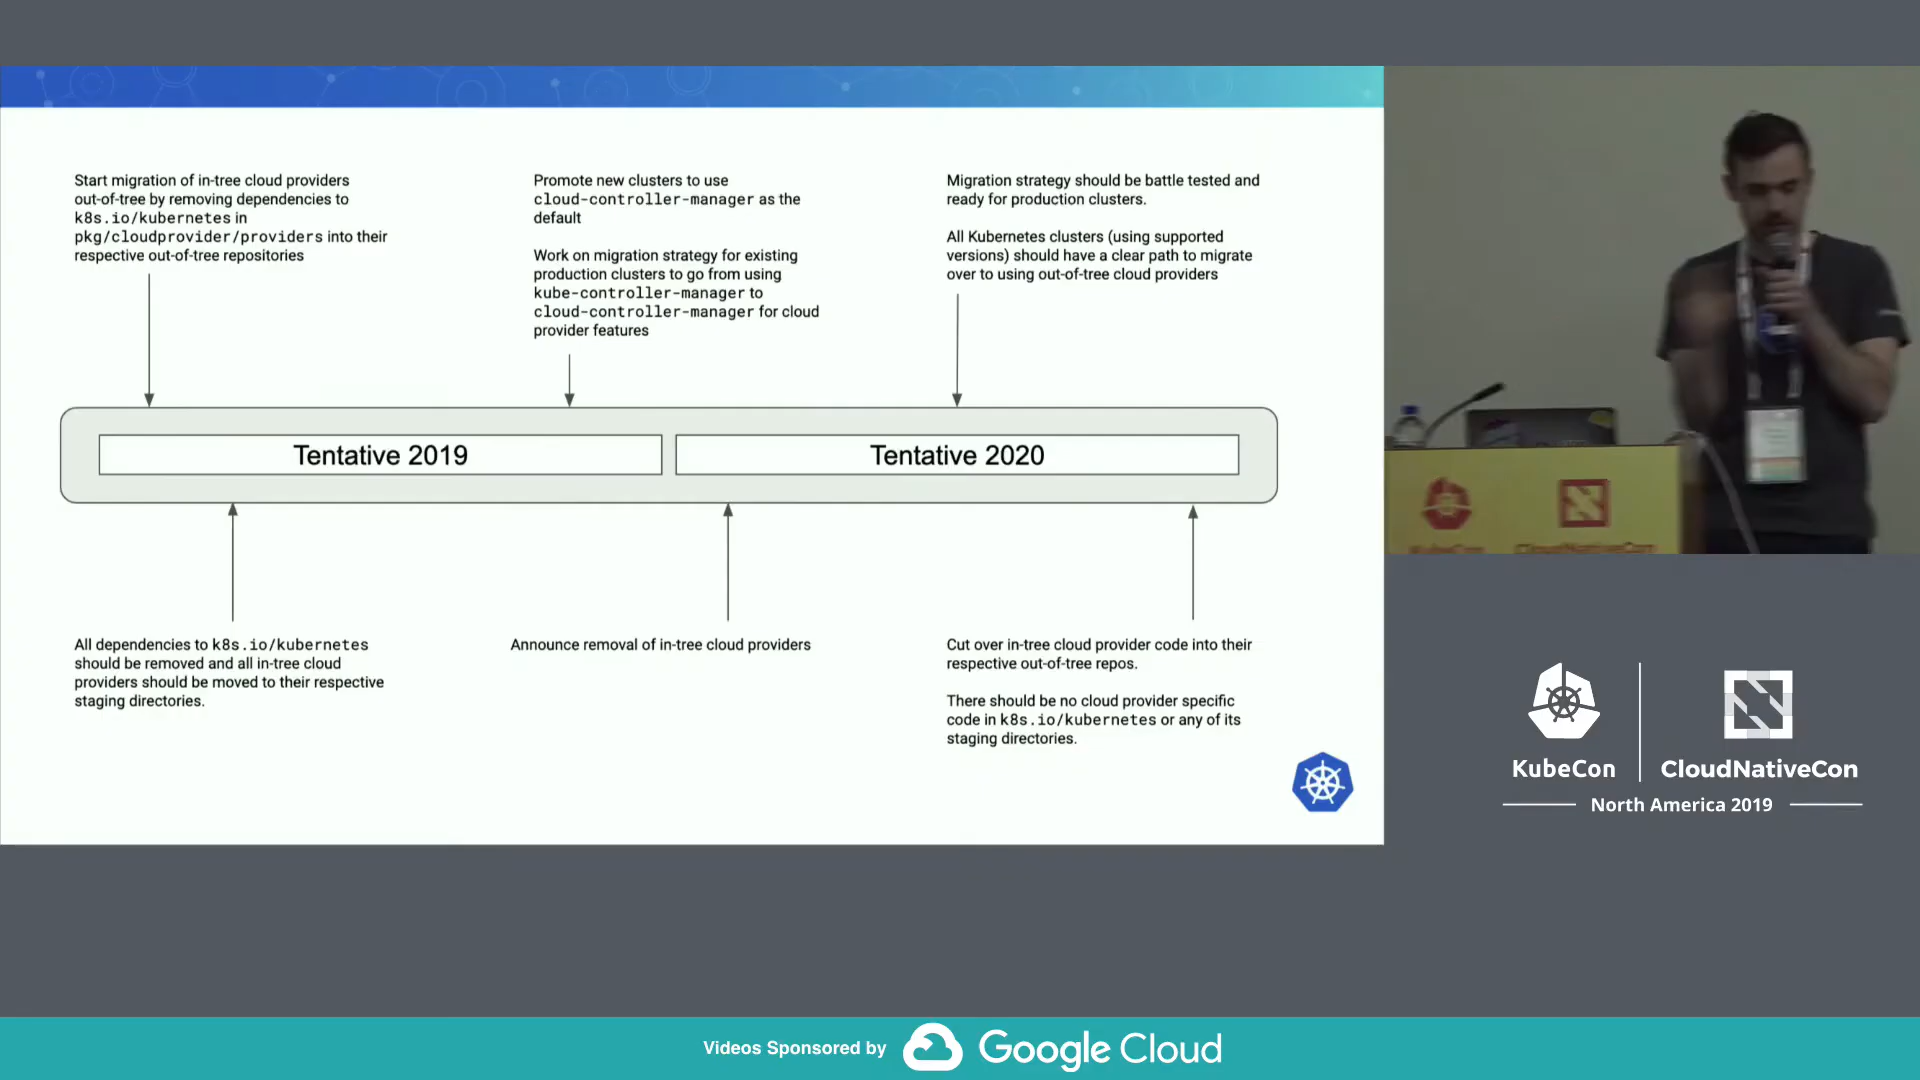 Start migration of in-tree cloud providers
out-of-tree by removing dependencies to
k8s.io/kubernetes in
pkg/cloudprovider/providers into their
respective out-of-tree repositories
Promote new clusters to use
cloud-controller-manager as the
default
Work on migration strategy for existing
production clusters to go from using
kube-controller-manager to
cloud-controller-manager for cloud
provider features
Migration strategy should be battle tested and
ready for production clusters.
All Kubernetes clusters (using supported
versions) should have a clear path to migrate
over to using out-of-tree cloud providers
Tentative 2019
Tentative 2020
All dependencies to k8s.io/kubernetes
should be removed and all in-tree cloud
providers should be moved to their respective
staging directories.
Announce removal of in-tree cloud providers
Cut over in-tree cloud provider code into their
respective out-of-tree repos.
There should be no cloud provider specific
code in k8s.io/kubernetes or any of its
staging directories.
KubeCon
CloudNativeCon
KubeCon
CloudNativeCon
North America 2019
Videos Sponsored by
Google Cloud